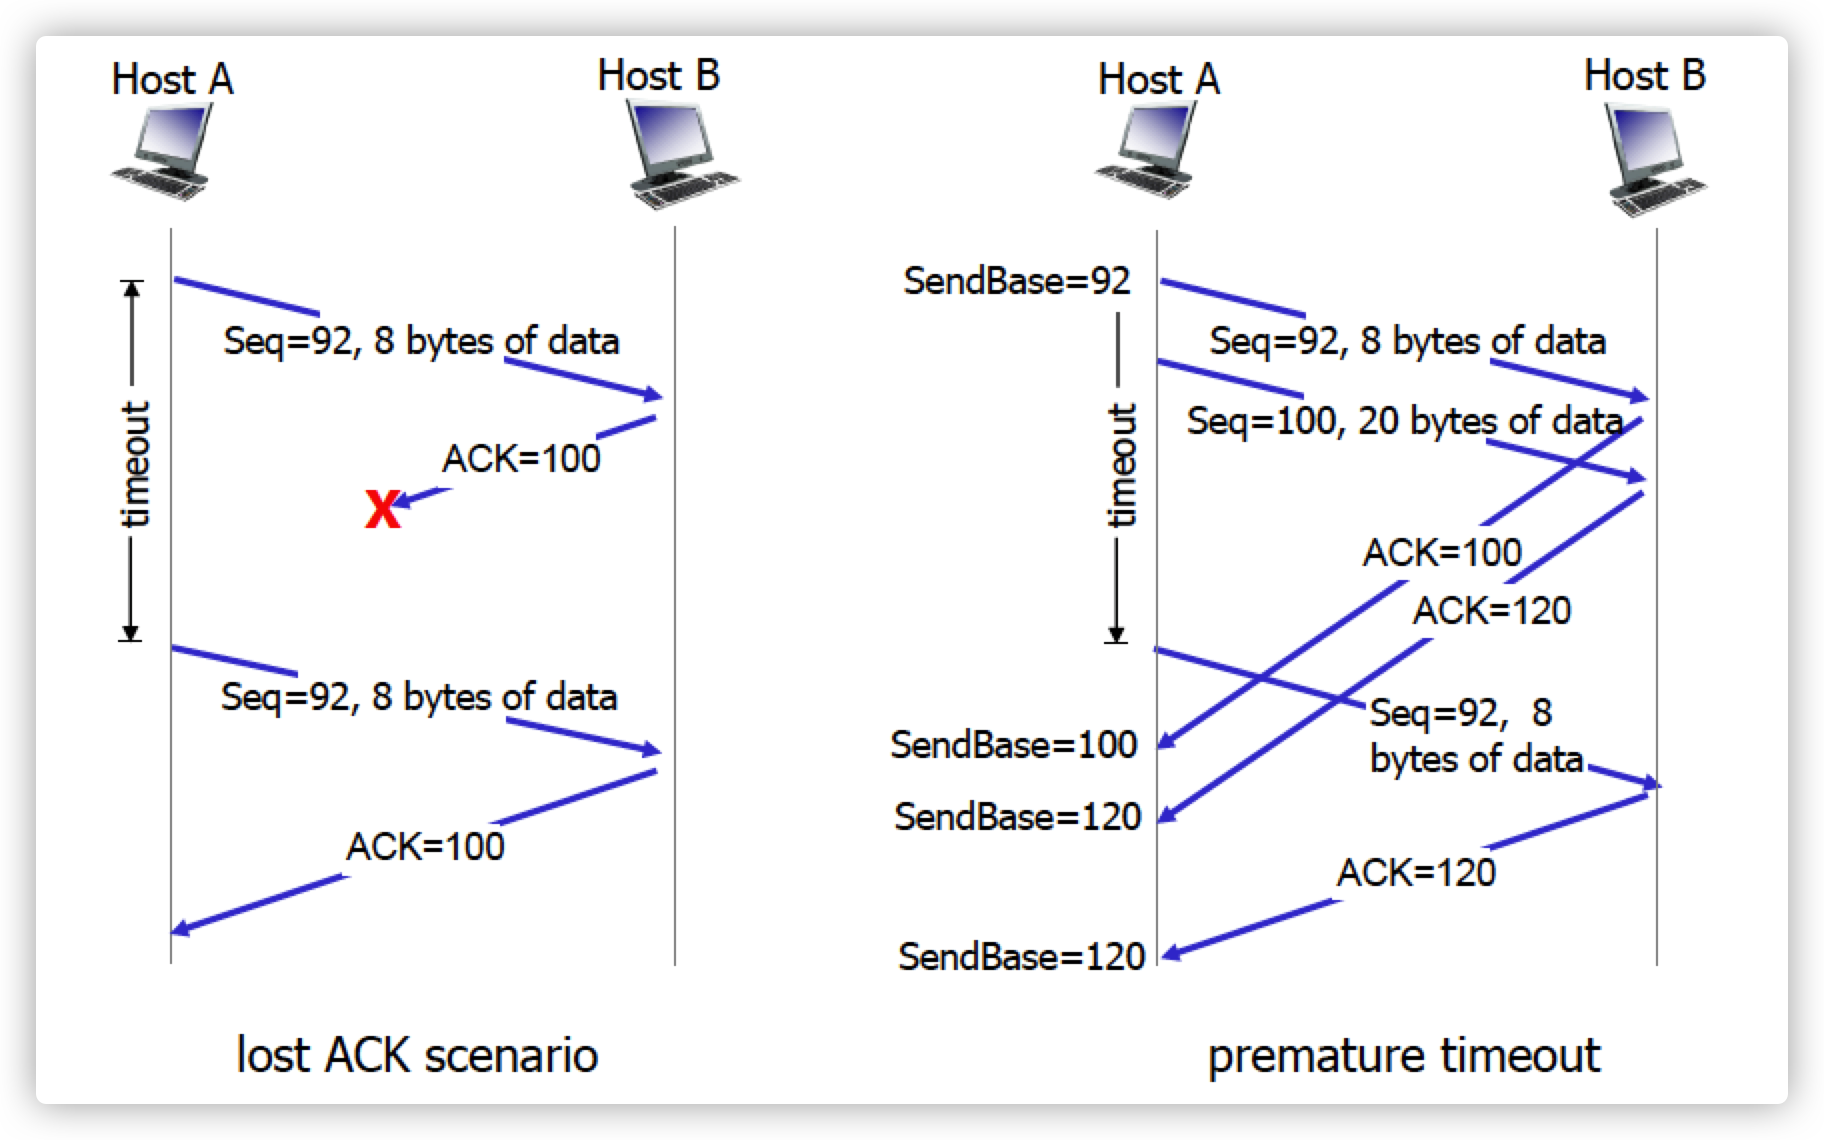 Host A
Host B
timeout
Seq=92, 8 bytes of data
ACK=100
X
Seq=92, 8 bytes of data
ACK=100
lost ACK scenario
Host A
Host B
SendBase=92
timeout
Seq=92, 8 bytes of data
Seq=100, 20 bytes of data
ACK=100
ACK=120
Seq=92, 8
bytes of data
SendBase=100
SendBase=120
ACK=120
SendBase=120
premature timeout